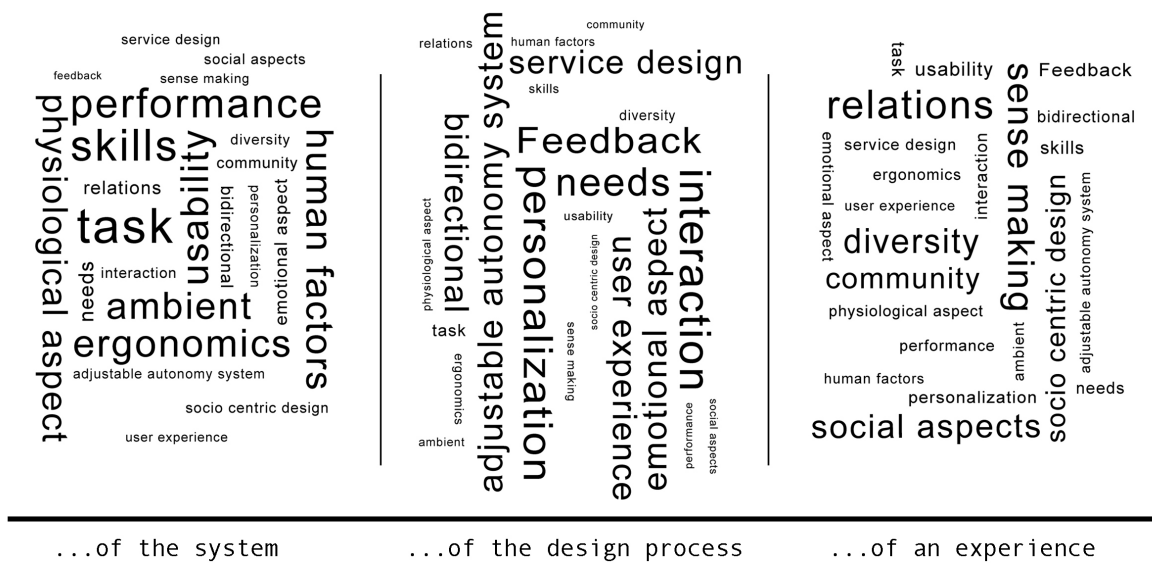 service design
social aspects
feedback
sense making
performance
physiological aspect
skills
usability
diversity
human factors
community
relations
bidirectional
personalization
emotional aspect
task
needs
interaction
ambient
ergonomics
adjustable autonomy system
socio centric design
user experience
...of the system
community
relations
adjustable autonomy system
human factors
service design
skills
diversity
bidirectional
Feedback
personalization
needs
interaction
physiological aspect
usability
emotional aspect
socio centric design
user experience
task
sense making
ergonomics
performance
social aspects
ambient
...of the design process
task
usability
sense making
Feedback
relations
bidirectional
emotional aspect
service design
interaction
skills
ergonomics
socio centric design
adjustable autonomy system
user experience
diversity
community
physiological aspect
ambient
performance
human factors
needs
personalization
social aspects
...of an experience